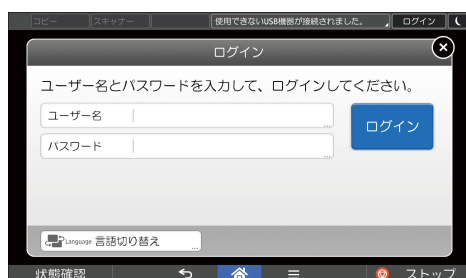 コピー スキャナー 使用できないUSB機器が接続されました。 ログイン
ログイン
ユーザー名とパスワードを入力して、ログインしてください。
ユーザー名
ログイン
パスワード
Language 言語切り替え
状態確認 ストップ